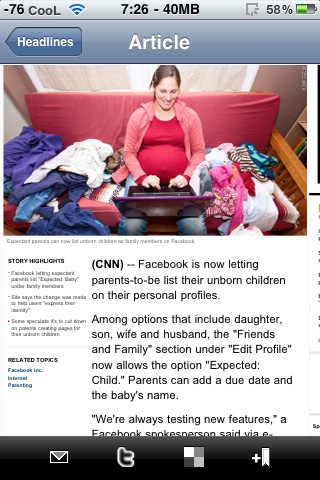 -76 CooL 7:26 - 40MB 58%
Headlines
Article
Expectant parents can now list unborn children as family members on Facebook.
STORY HIGHLIGHTS
Facebook letting expectant
parents list "Expected: Baby"
under family members
Site says the change was made
to help users "express their
identity"
Some speculate it's to cut down
on parents creating pages for
their unborn children
RELATED TOPICS
Facebook Inc.
Internet
Parenting
(CNN) -- Facebook is now letting
parents-to-be list their unborn children
on their personal profiles.
Among options that include daughter,
son, wife and husband, the "Friends
and Family" section under "Edit Profile"
now allows the option "Expected:
Child." Parents can add a due date and
the baby's name.
"We're always testing new features," a
Facebook spokesperson said via e-
Spe